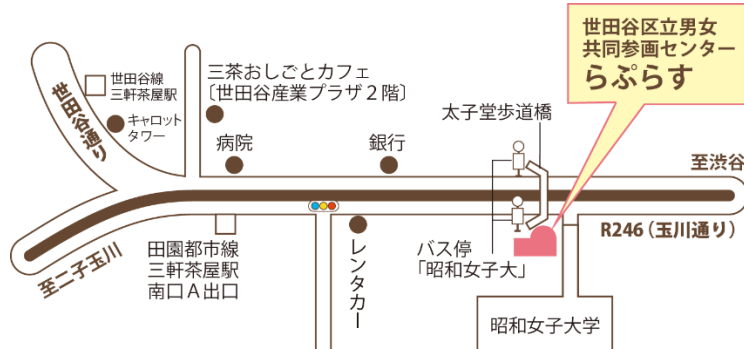 世田谷区立男女
共同参画センター
らぷらす
世田谷線
三軒茶屋駅
キャロット
タワー
世田谷通り
三茶おしごとカフェ
〔世田谷産業プラザ2階〕
病院
銀行
太子堂歩道橋
至渋谷
R246（玉川通り）
至二子玉川
田園都市線
三軒茶屋駅
南口A出口
レンタカー
バス停
「昭和女子大」
昭和女子大学